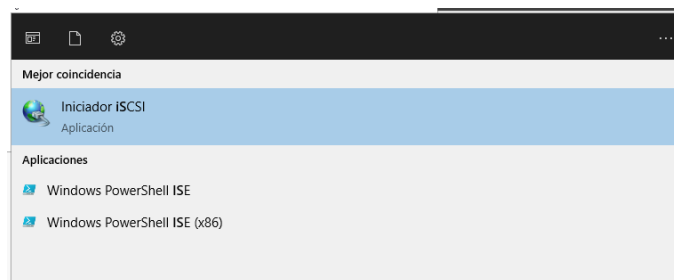 Mejor coincidencia
Iniciador iSCSI
Aplicación
Aplicaciones
Windows PowerShell ISE
Windows PowerShell ISE (x86)